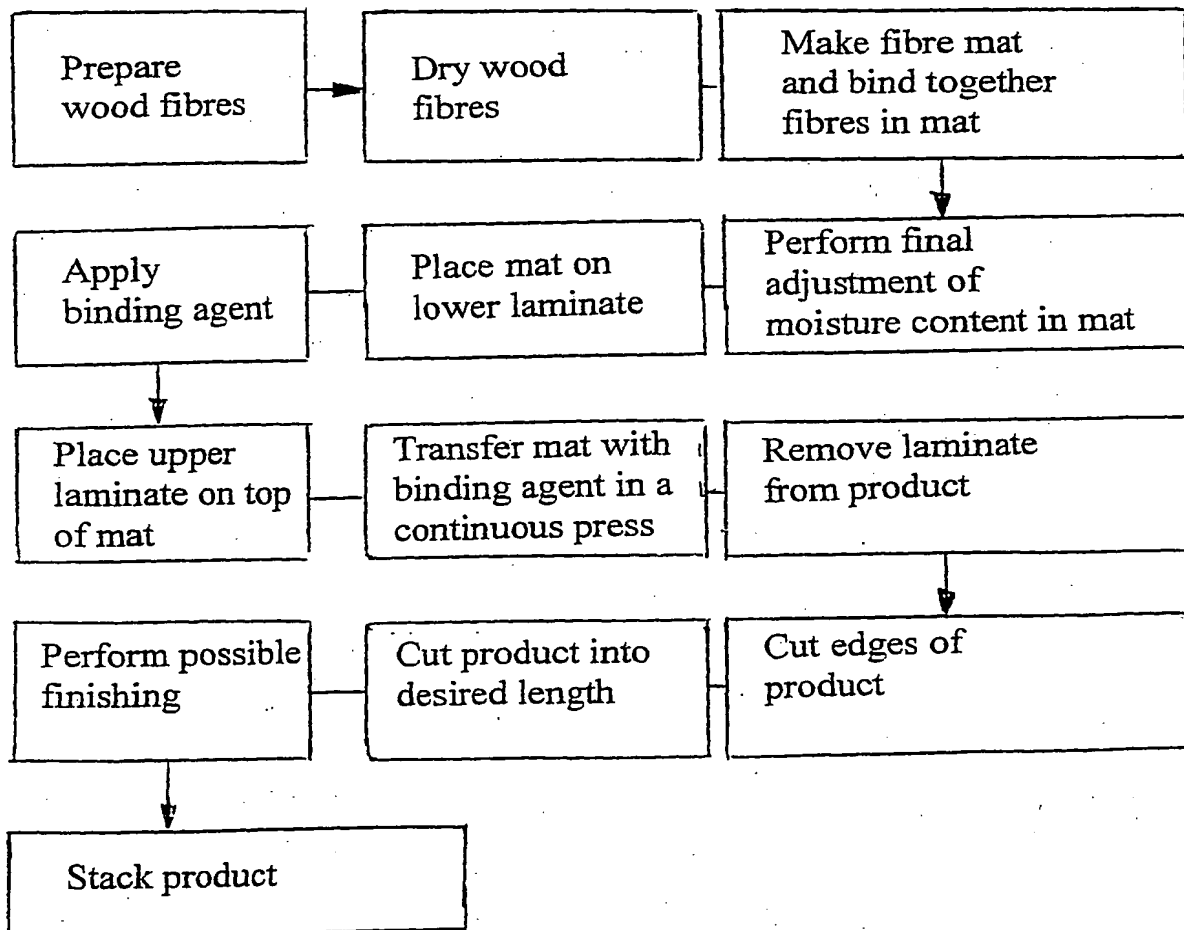 Prepare
wood fibres
Dry wood
fibres
Make fibre mat
and bind together
fibres in mat
Perform final
adjustment of
moisture content in mat
Place mat on
lower laminate
Apply
binding agent
Place upper
laminate on top
of mat
Transfer mat with
binding agent in a
continuous press
Remove laminate
from product
Cut edges of
product
Cut product into
desired length
Perform possible
finishing
Stack product